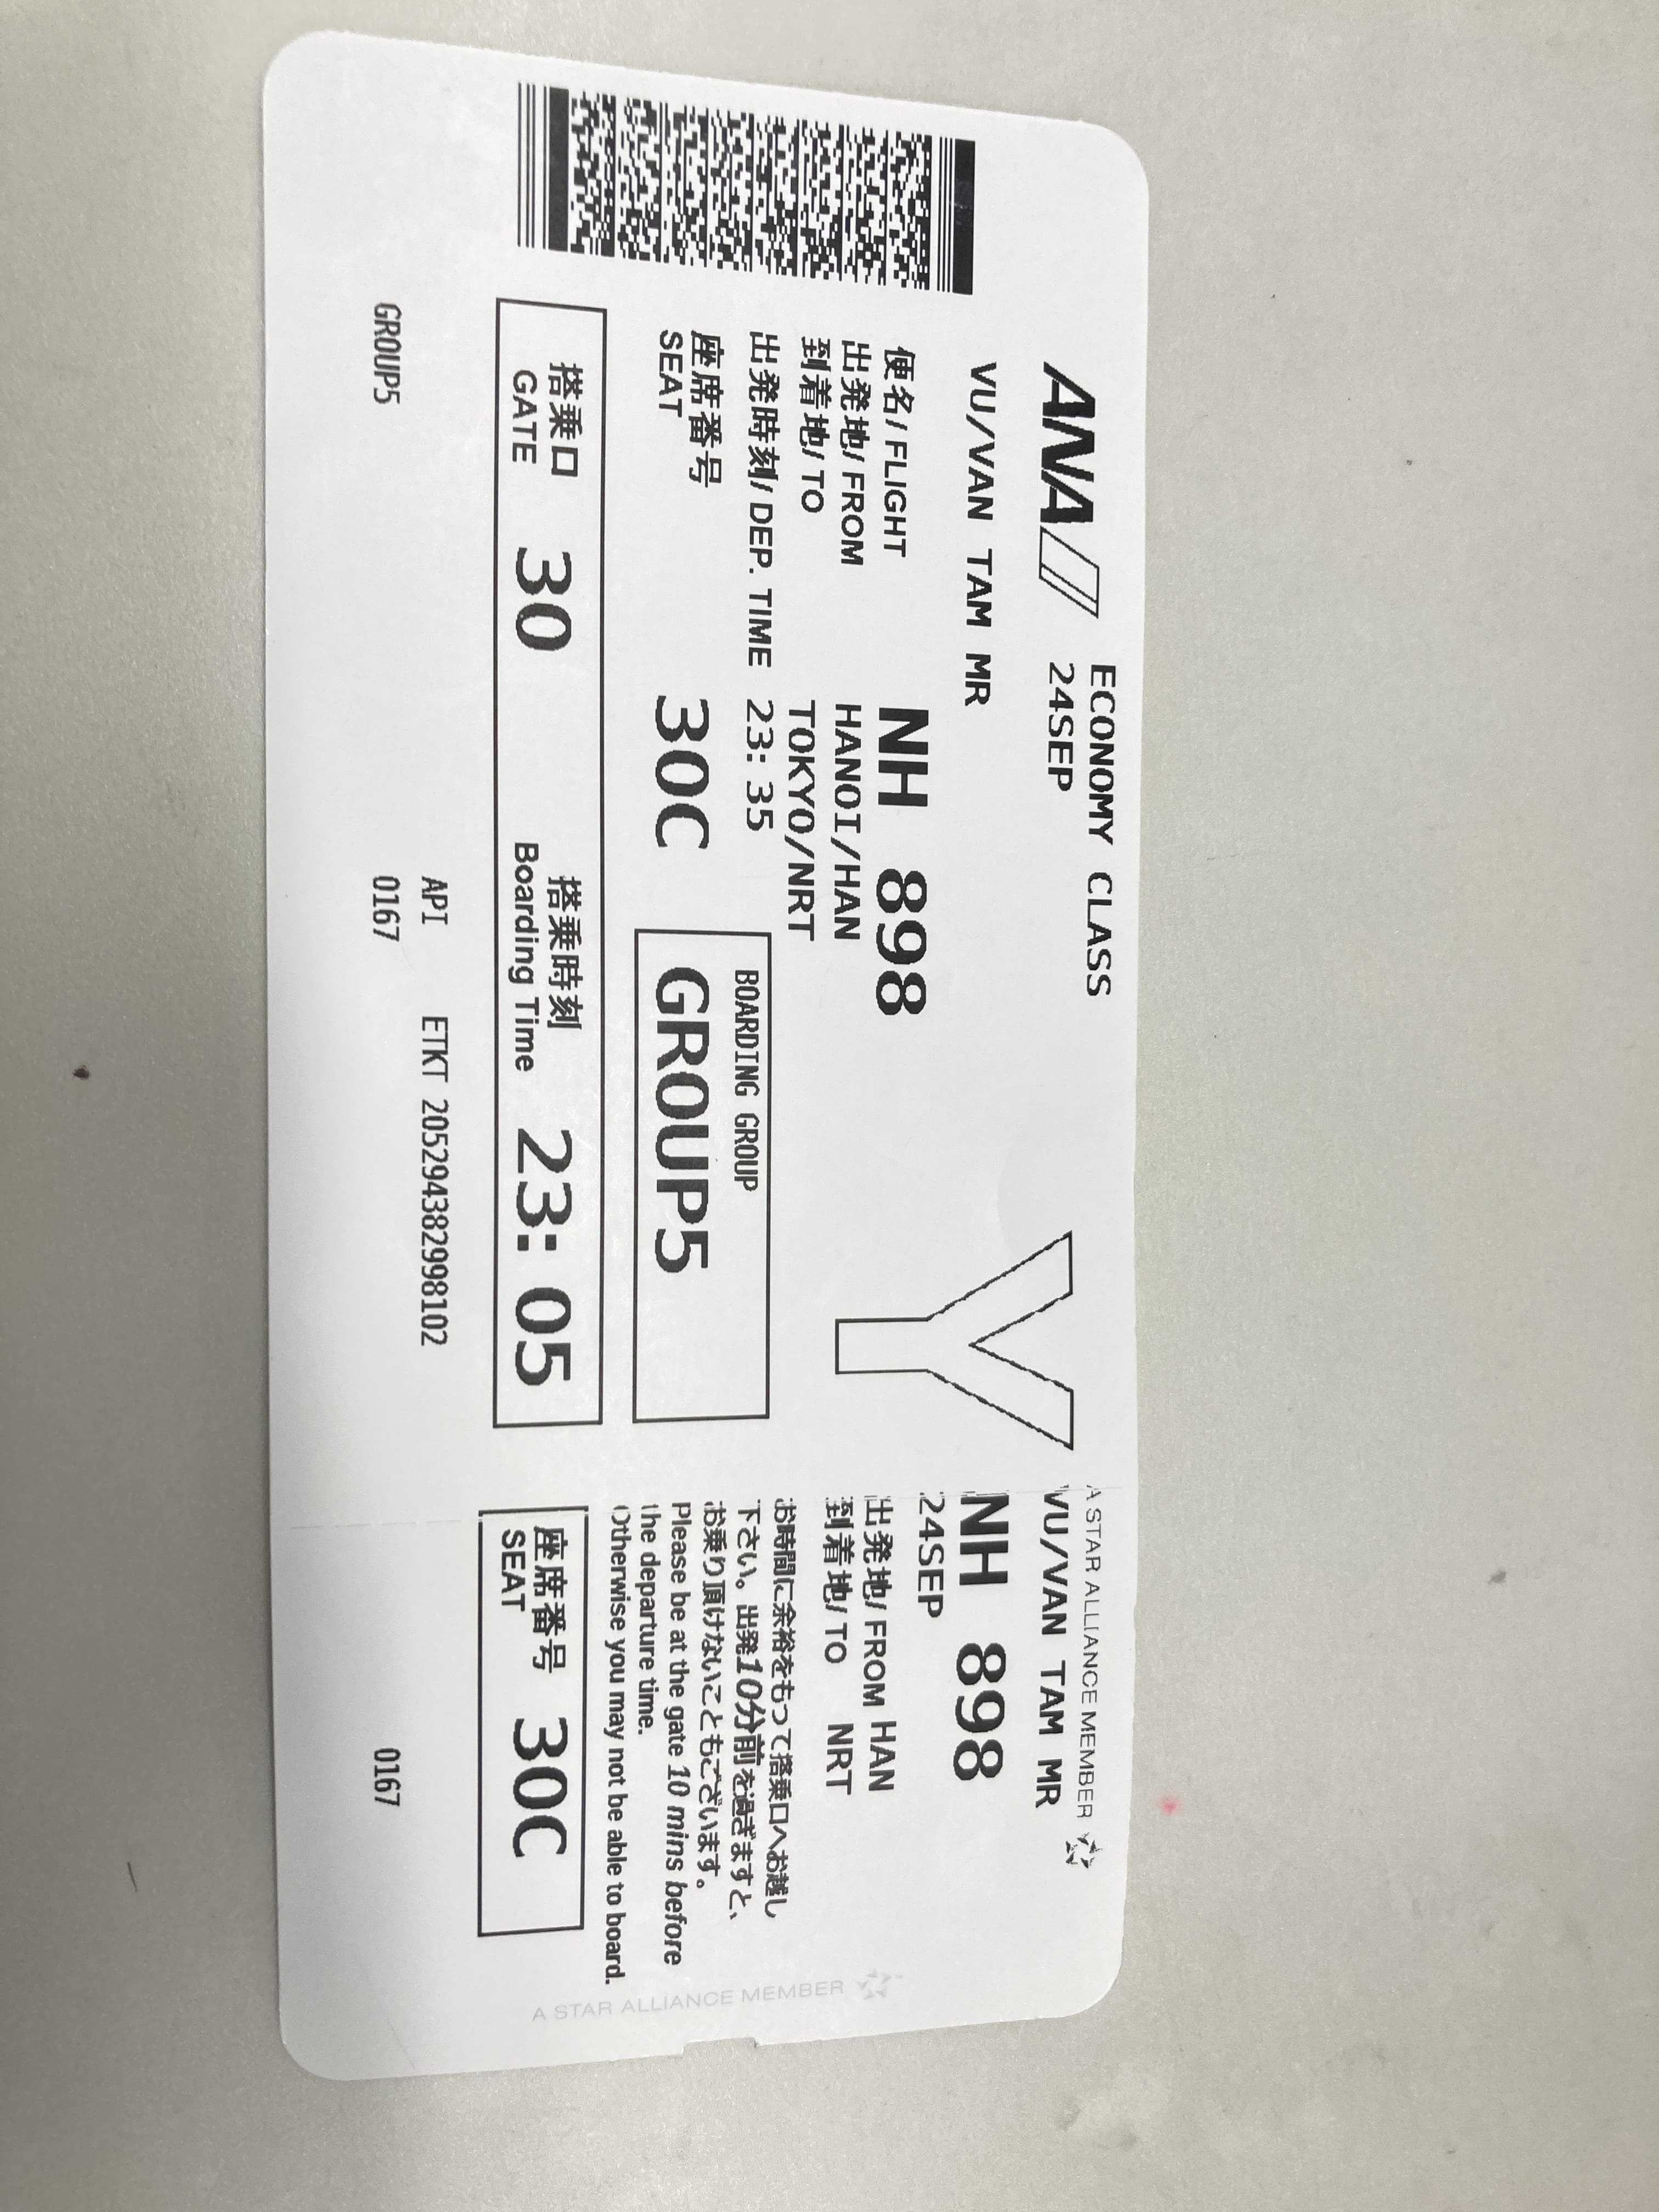 ANA
ECONOMY CLASS
24SEP
VU/VAN TAM MR
便名/FLIGHT NH 898
出発地/FROM HANOI/HAN
到着地/TO TOKYO/NRT
出発時刻/DEP. TIME 23:35
座席番号
SEAT 30C
BOARDING GROUP
GROUP5
搭乗口
GATE 30
搭乗時刻
Boarding Time 23:05
API ETKT 205294382998102
GROUP5 0167
Y
A STAR ALLIANCE MEMBER
VU/VAN TAM MR
NH 898
24SEP
出発地/FROM HAN
到着地/TO NRT
お時間に余裕をもって搭乗口へお越し
下さい。出発10分前を過ぎますと、
お乗り頂けないこともございます。
Please be at the gate 10 mins before
the departure time.
Otherwise you may not be able to board.
座席番号
SEAT 30C
0167
A STAR ALLIANCE MEMBER